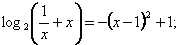 log₂(1/x + x) = −(x−1)² + 1;